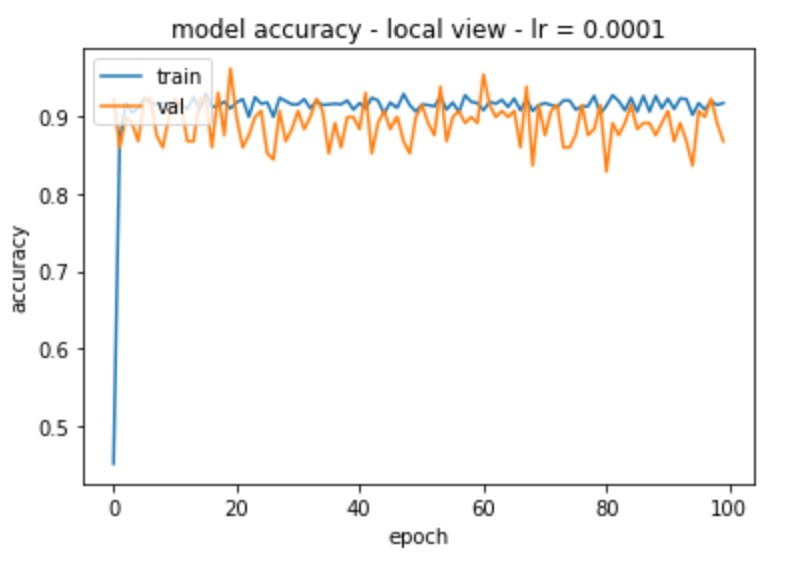 model accuracy - local view - lr = 0.0001
train
val
0.9
0.8
0.7
0.6
0.5
accuracy
0 20 40 60 80 100
epoch